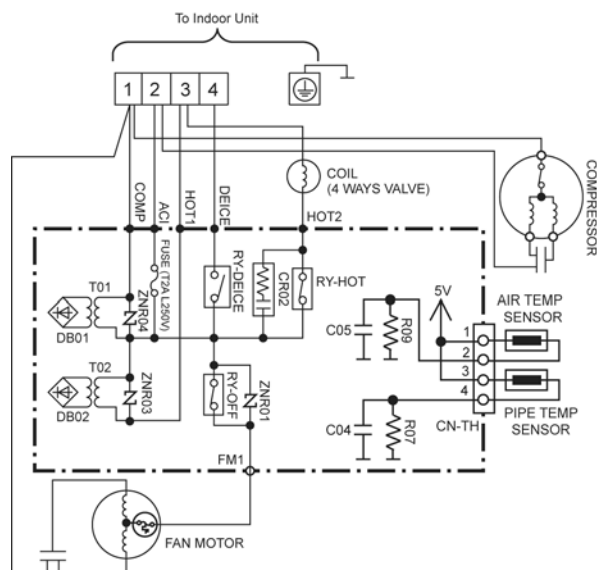 To Indoor Unit
1 2 3 4
COMP
ACI
HOT1
DEICE
FUSE (T2A L250V)
COIL
(4 WAYS VALVE)
HOT2
COMPRESSOR
RY-DEICE
CR02
RY-HOT
T01
ZNR04
DB01
5V
AIR TEMP
SENSOR
C05
R09
1
2
3
4
T02
ZNR03
DB02
RY-OFF
ZNR01
C04
R07
CN-TH
PIPE TEMP
SENSOR
FM1
FAN MOTOR